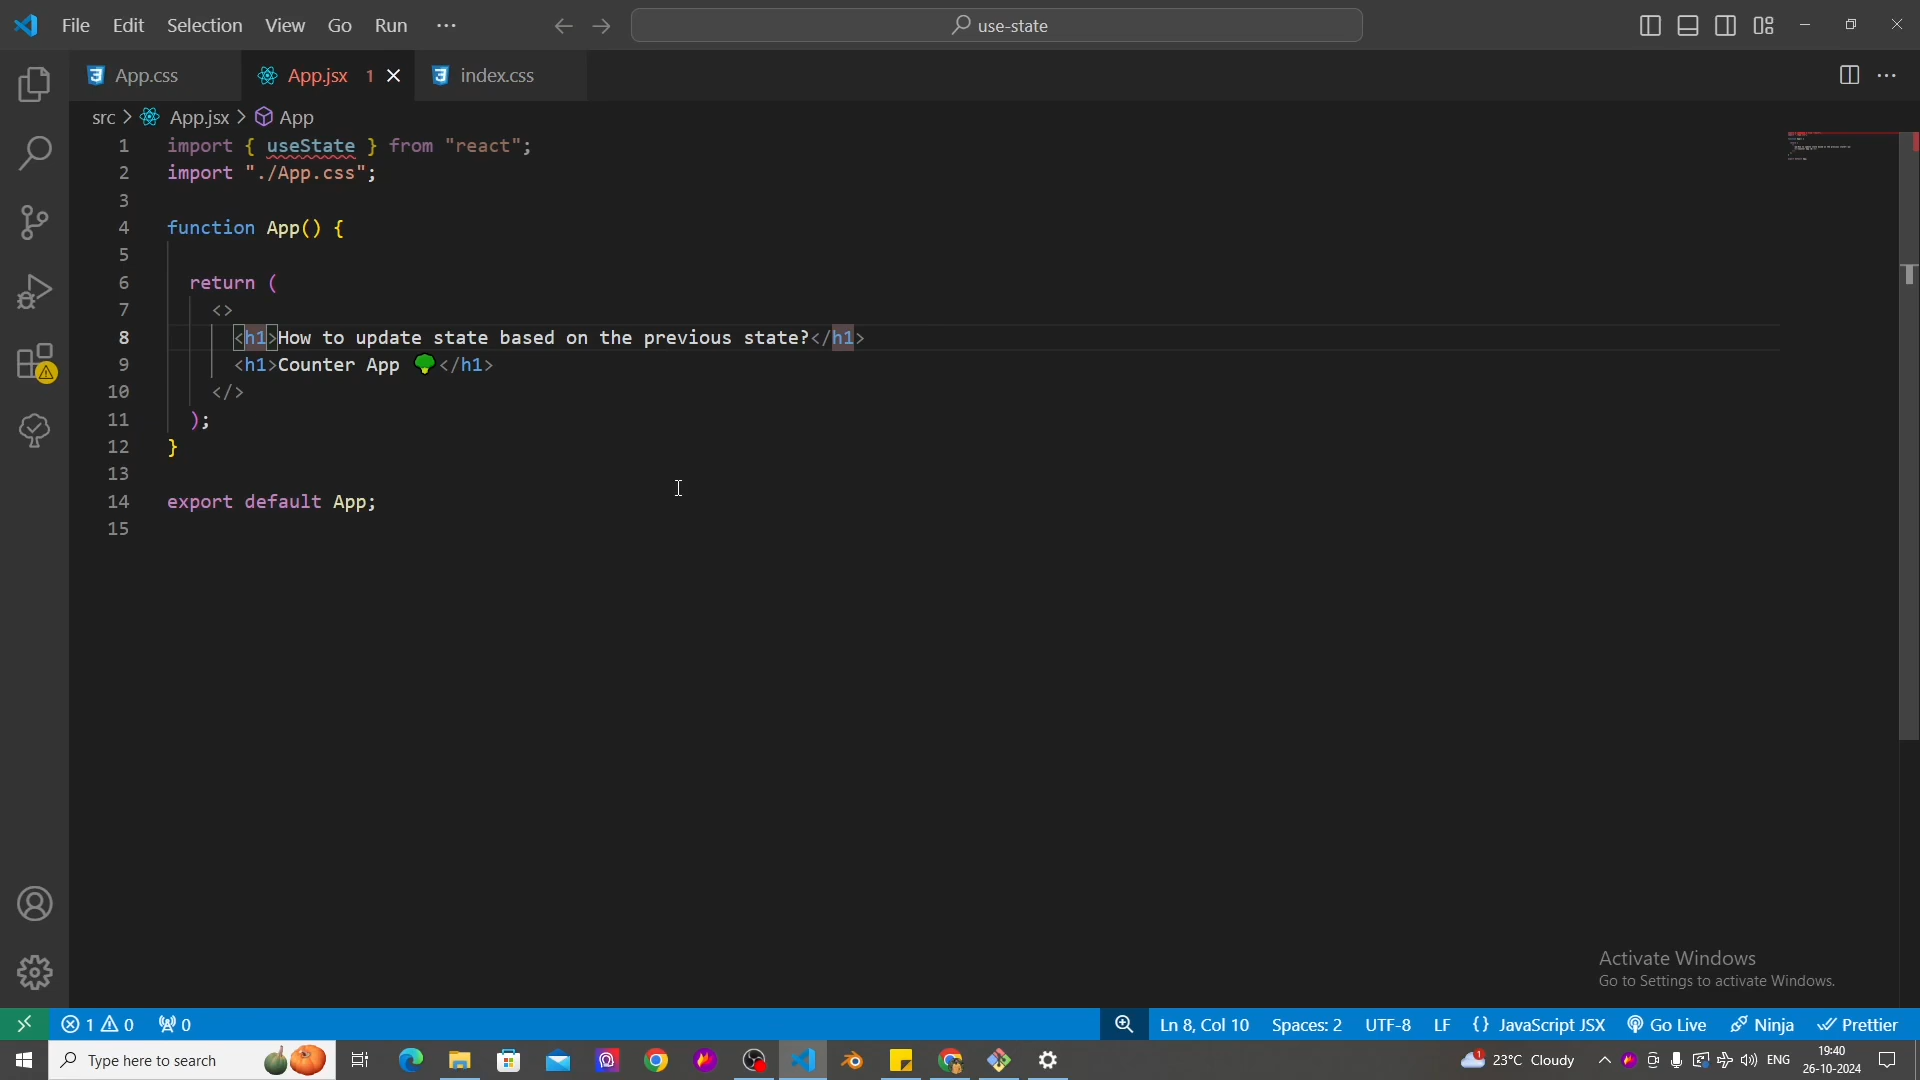 File Edit Selection View Go Run ··· use-state
App.css App.jsx 1 index.css
src > App.jsx > App
1 import { useState } from "react";
2 import "./App.css";
3
4 function App() {
5
6 return (
7 <>
8 <h1>How to update state based on the previous state?</h1>
9 <h1>Counter App 🌳</h1>
10 </>
11 );
12 }
13
14 export default App;
15
Activate Windows
Go to Settings to activate Windows.
1 0 0 Ln 8, Col 10 Spaces: 2 UTF-8 LF {} JavaScript JSX Go Live Ninja Prettier
Type here to search 1 23°C Cloudy ENG 19:40
26-10-2024